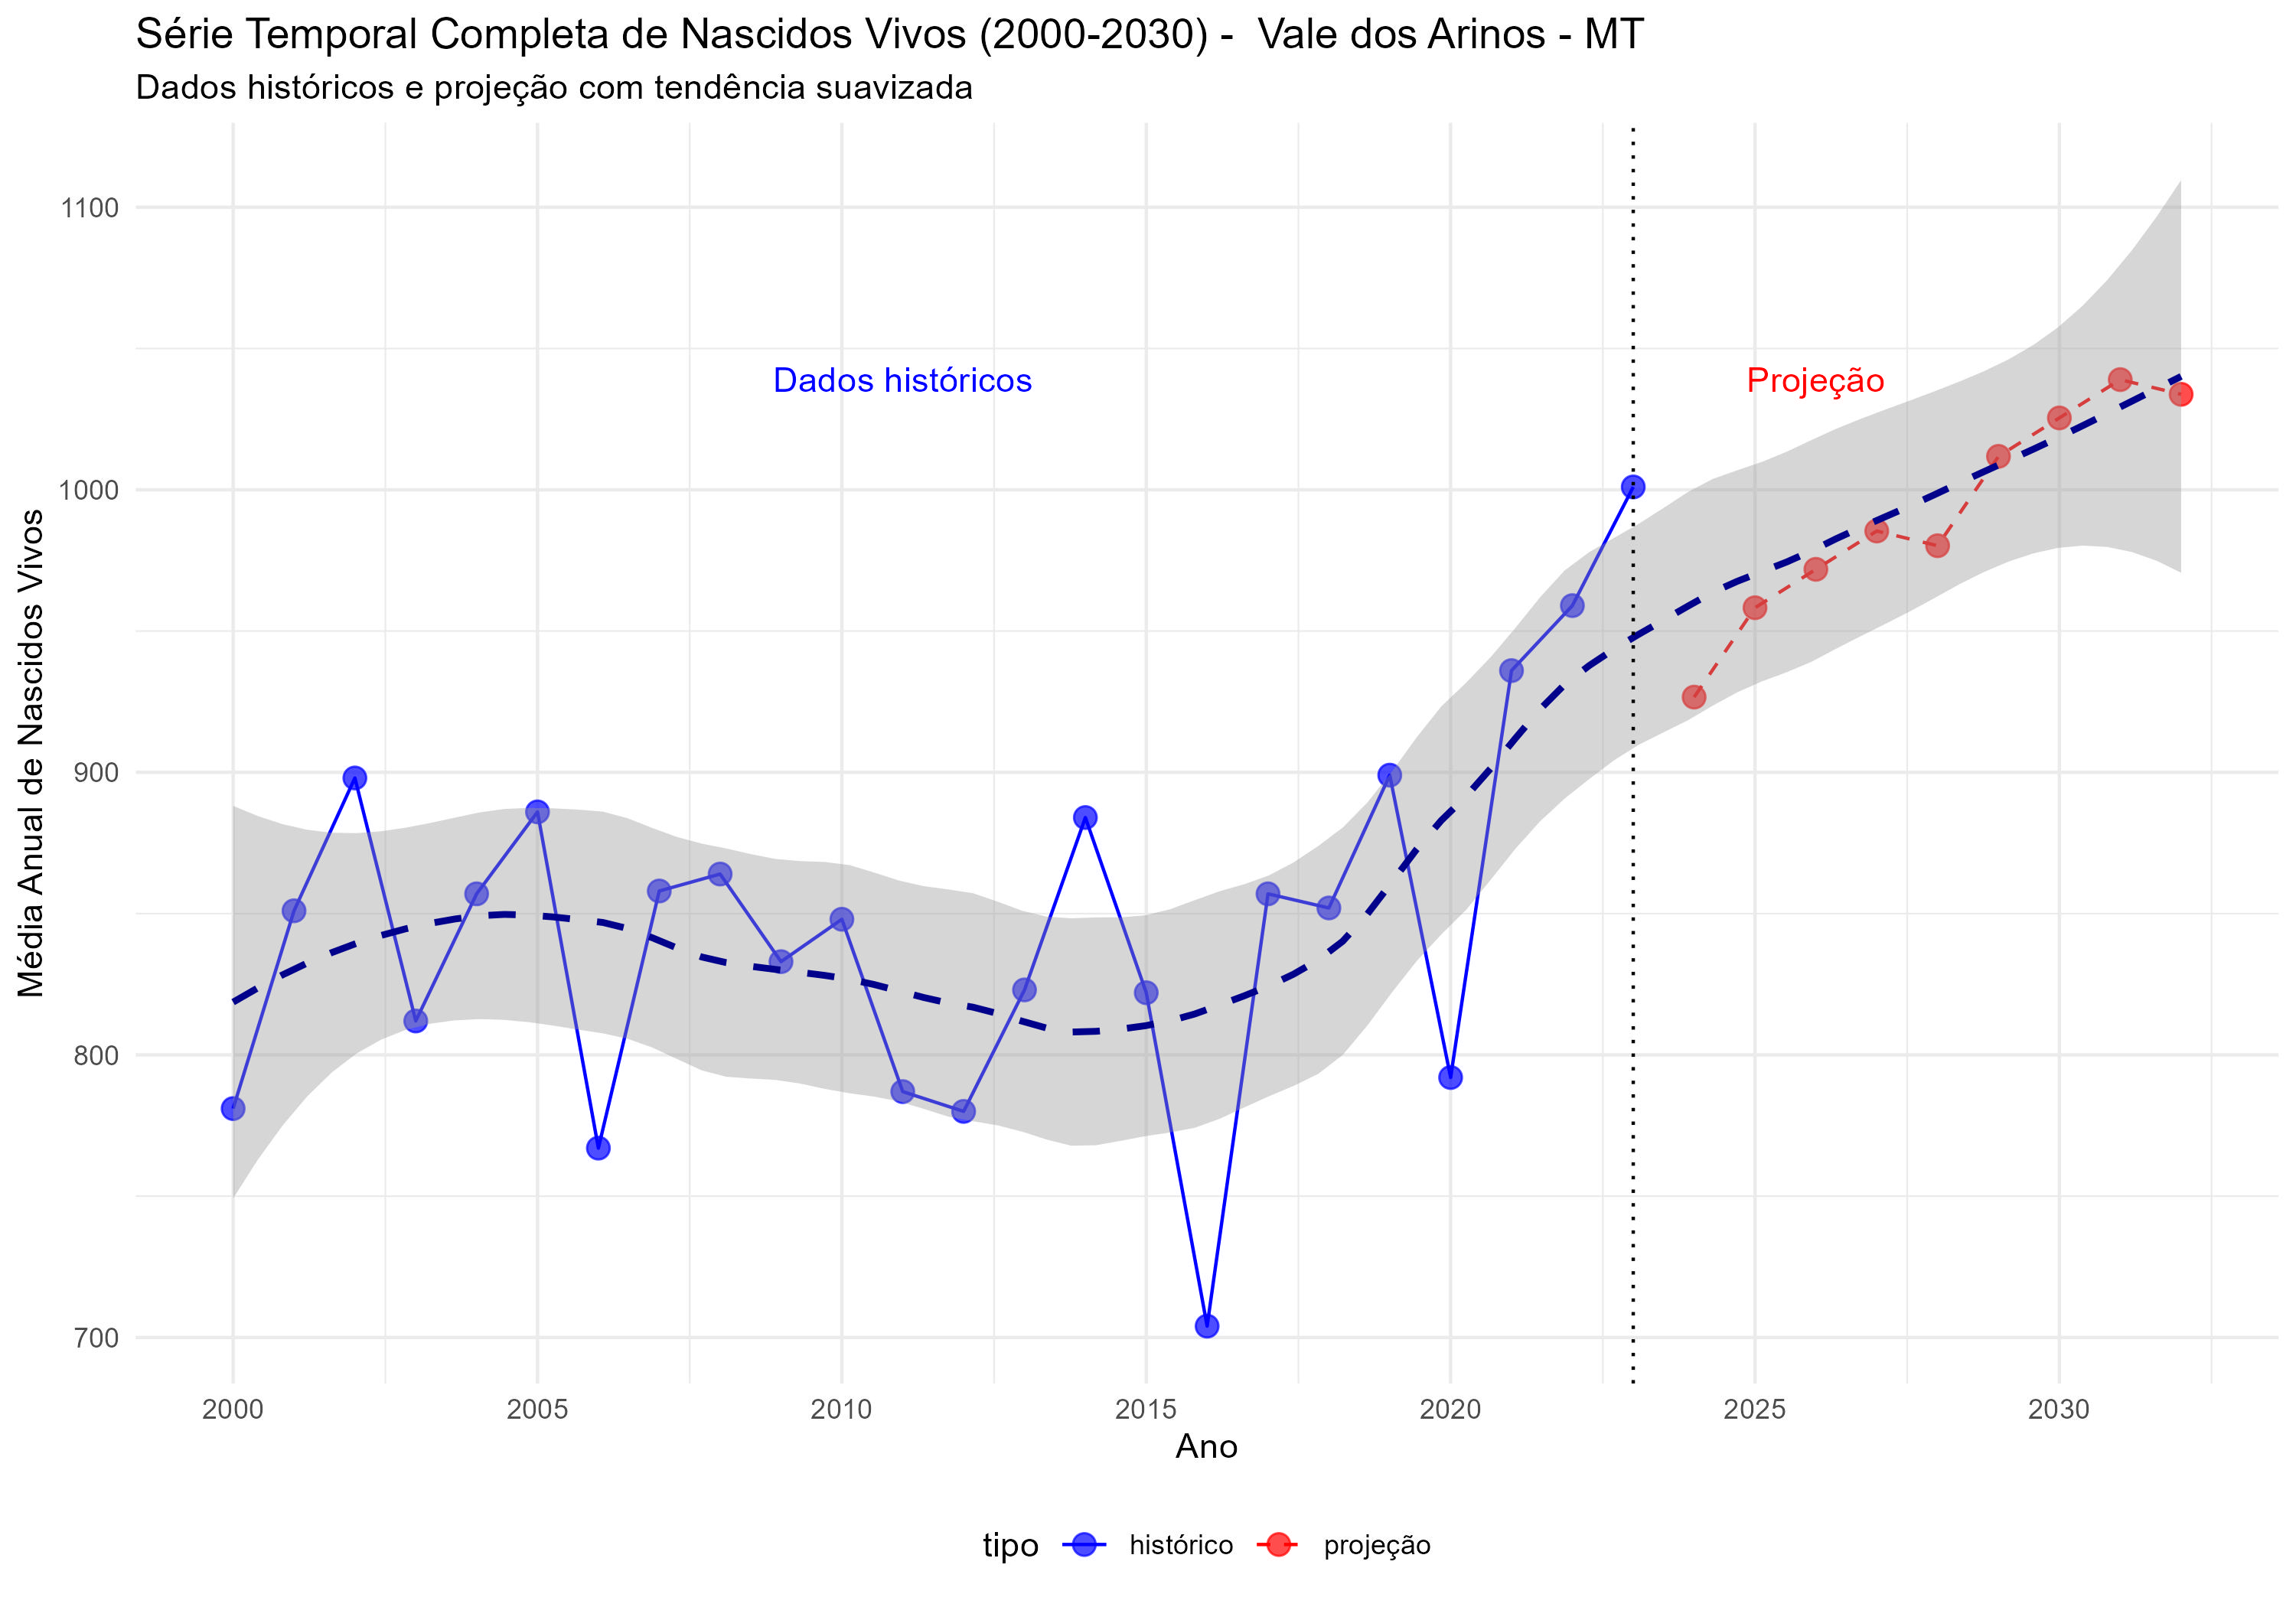 Série Temporal Completa de Nascidos Vivos (2000-2030) -  Vale dos Arinos - MT
Dados históricos e projeção com tendência suavizada
Média Anual de Nascidos Vivos
1100
1000
900
800
700
Dados históricos
Projeção
2000 2005 2010 2015 2020 2025 2030
Ano
tipo histórico projeção